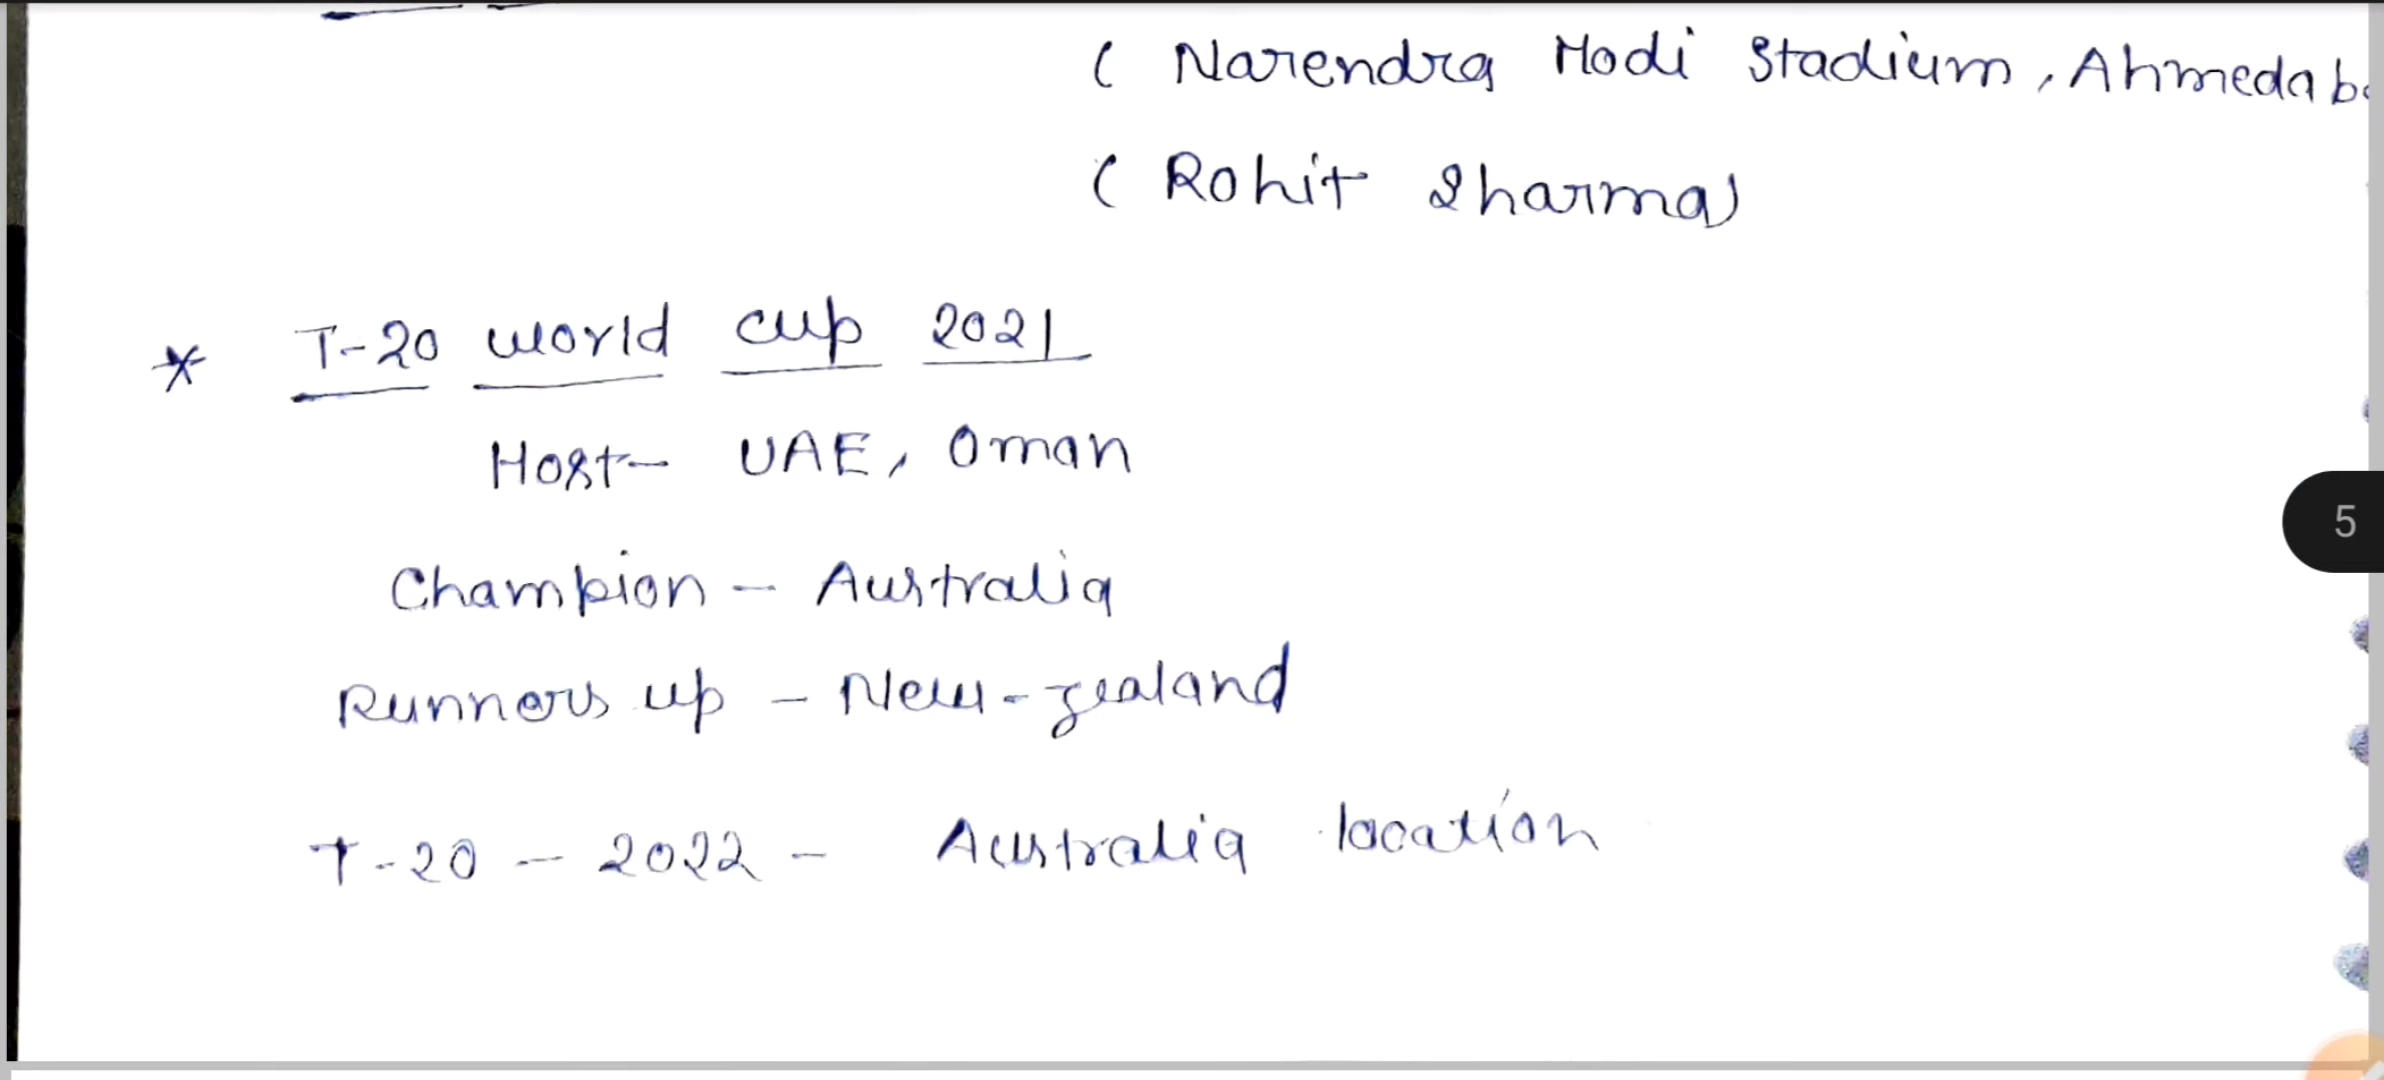 ( Narendra Modi Stadium, Ahmedab
( Rohit Sharma)
* T-20 world cup 2021
Host- UAE, Oman
Champion - Australia
Runners up - New-zealand
T-20 - 2022 - Australia location
5